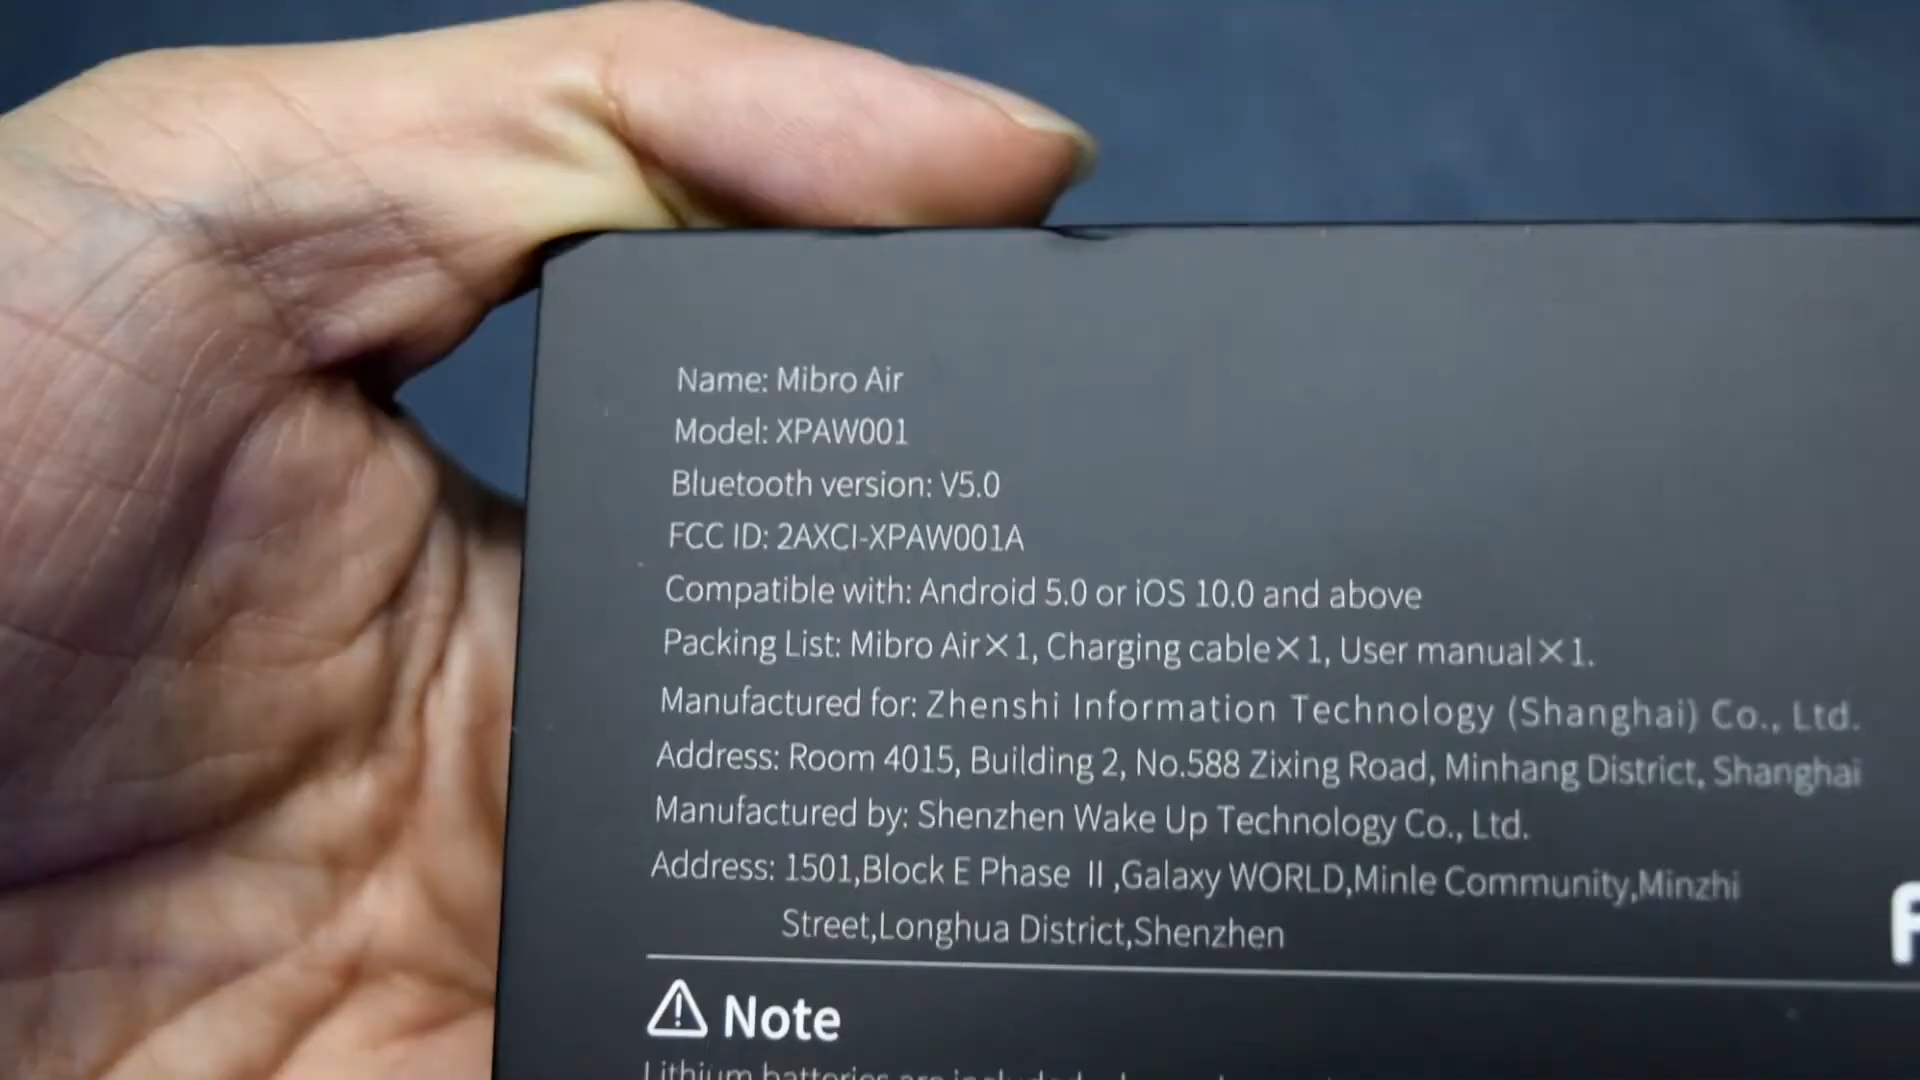 Name: Mibro Air
Model: XPAW001
Bluetooth version: V5.0
FCC ID: 2AXCI-XPAW001A
Compatible with: Android 5.0 or iOS 10.0 and above
Packing List: Mibro Air×1, Charging cable×1, User manual×1.
Manufactured for: Zhenshi Information Technology (Shanghai) Co., Ltd.
Address: Room 4015, Building 2, No.588 Zixing Road, Minhang District, Shanghai
Manufactured by: Shenzhen Wake Up Technology Co., Ltd.
Address: 1501,Block E Phase Ⅱ,Galaxy WORLD,Minle Community,Minzhi
Street,Longhua District,Shenzhen
Note
Lithium batteries are